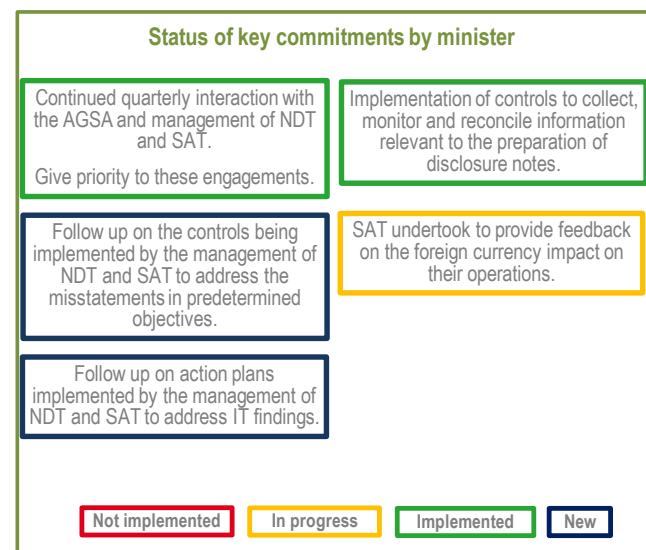 Status of key commitments by minister
Continued quarterly interaction with
the AGSA and management of NDT
and SAT.
Give priority to these engagements.
Implementation of controls to collect,
monitor and reconcile information
relevant to the preparation of
disclosure notes.
Follow up on the controls being
implemented by the management of
NDT and SAT to address the
misstatements in predetermined
objectives.
SAT undertook to provide feedback
on the foreign currency impact on
their operations.
Follow up on action plans
implemented by the management of
NDT and SAT to address IT findings.
Not implemented
In progress
Implemented
New